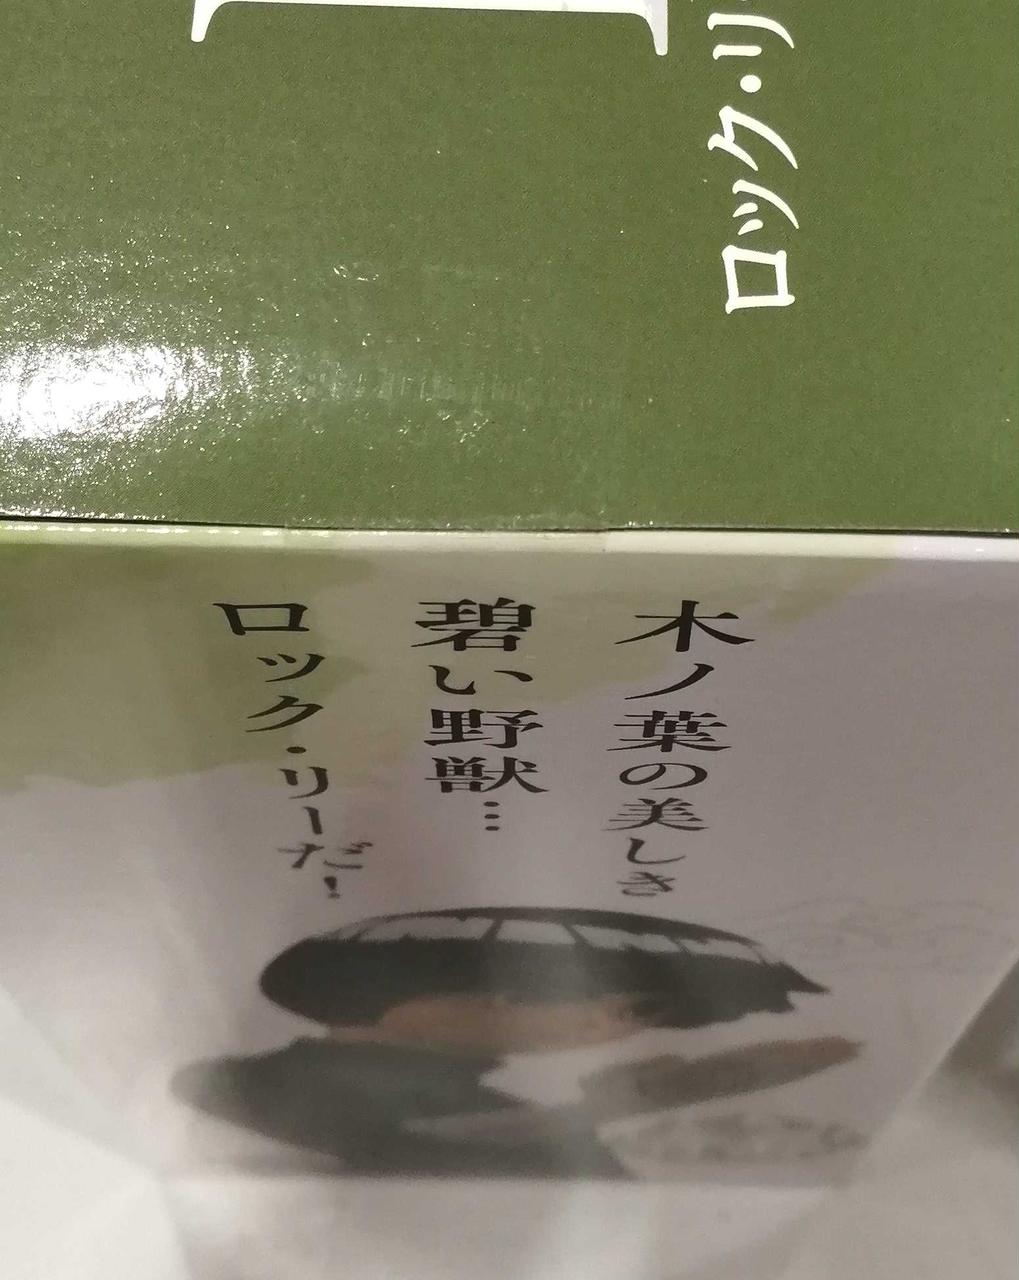 ロック・リ
木ノ葉の美しき
碧い野獣…
ロック・リーだ!